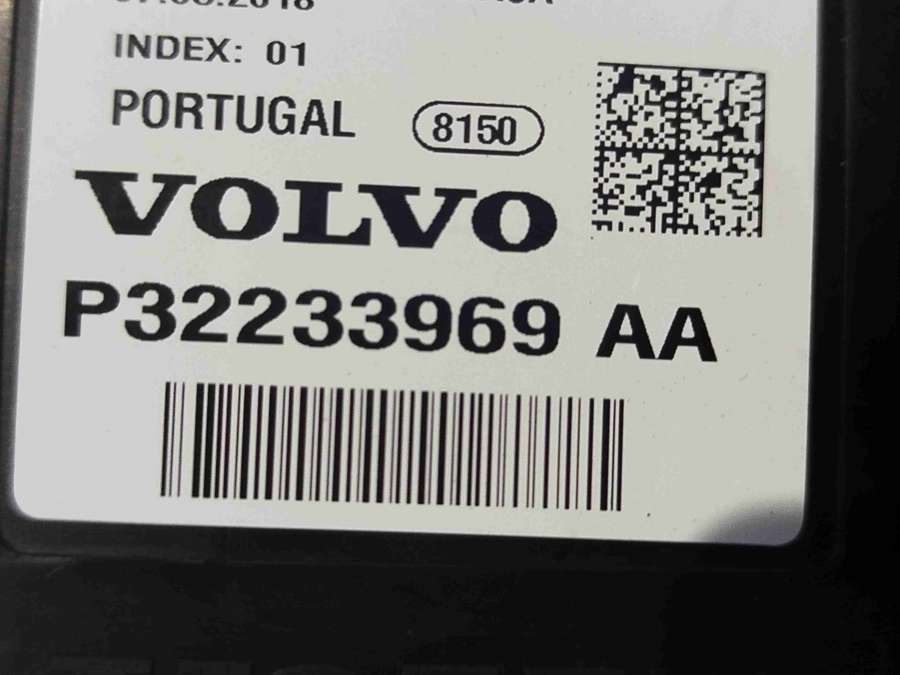 INDEX: 01
PORTUGAL 8150
VOLVO
P32233969 AA